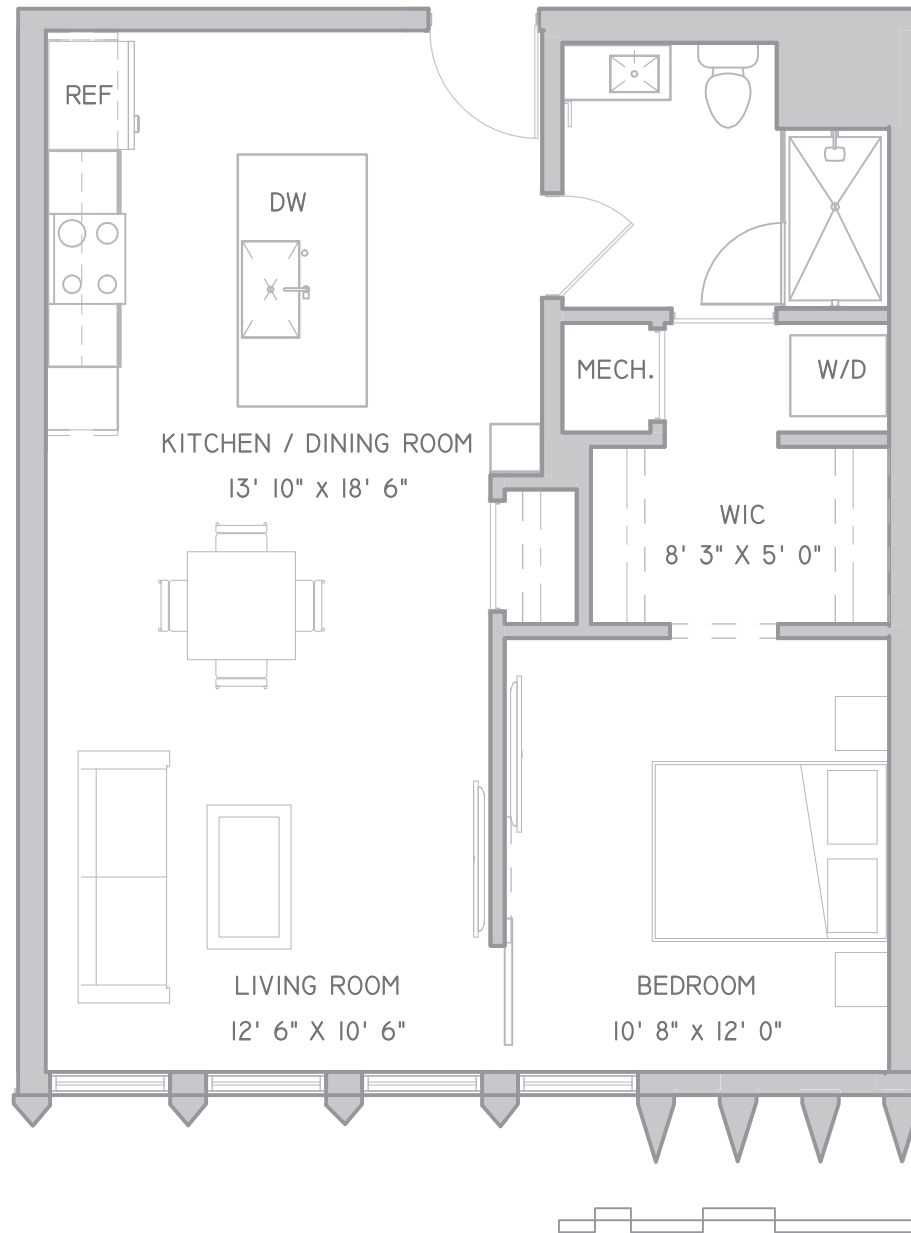 REF
DW
MECH.
W/D
KITCHEN / DINING ROOM
13' 10" X 18' 6"
WIC
8' 3" X 5' 0"
LIVING ROOM
12' 6" X 10' 6"
BEDROOM
10' 8" X 12' 0"